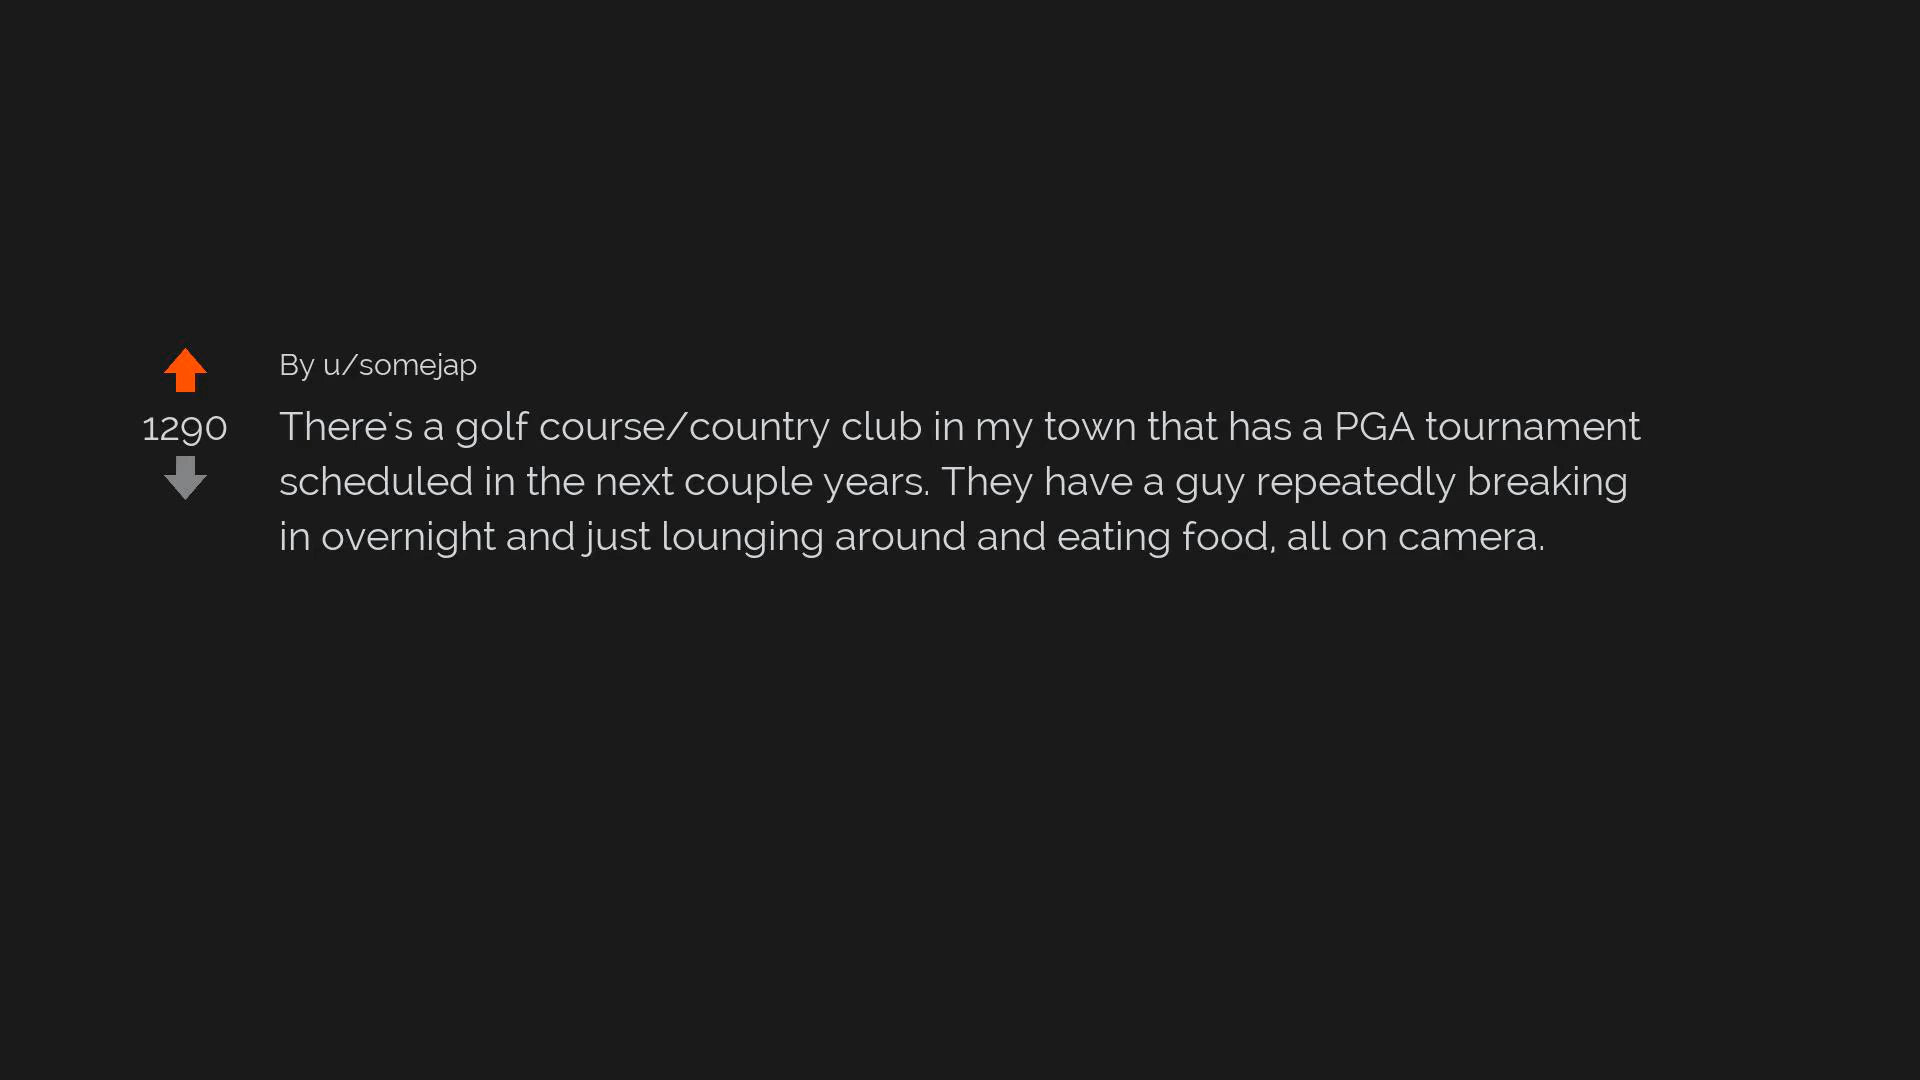 By u/somejap
1290
There's a golf course/country club in my town that has a PGA tournament
scheduled in the next couple years. They have a guy repeatedly breaking
in overnight and just lounging around and eating food, all on camera.